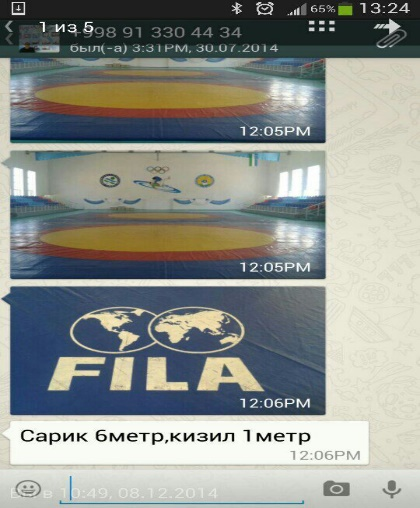 65% 13:24
1 из 5
+998 91 330 44 34
был(-а) 3:31PM, 30.07.2014
12:05PM
12:05PM
FILA
12:06PM
Сарик 6метр,кизил 1метр
12:06PM
10:49, 08.12.2014